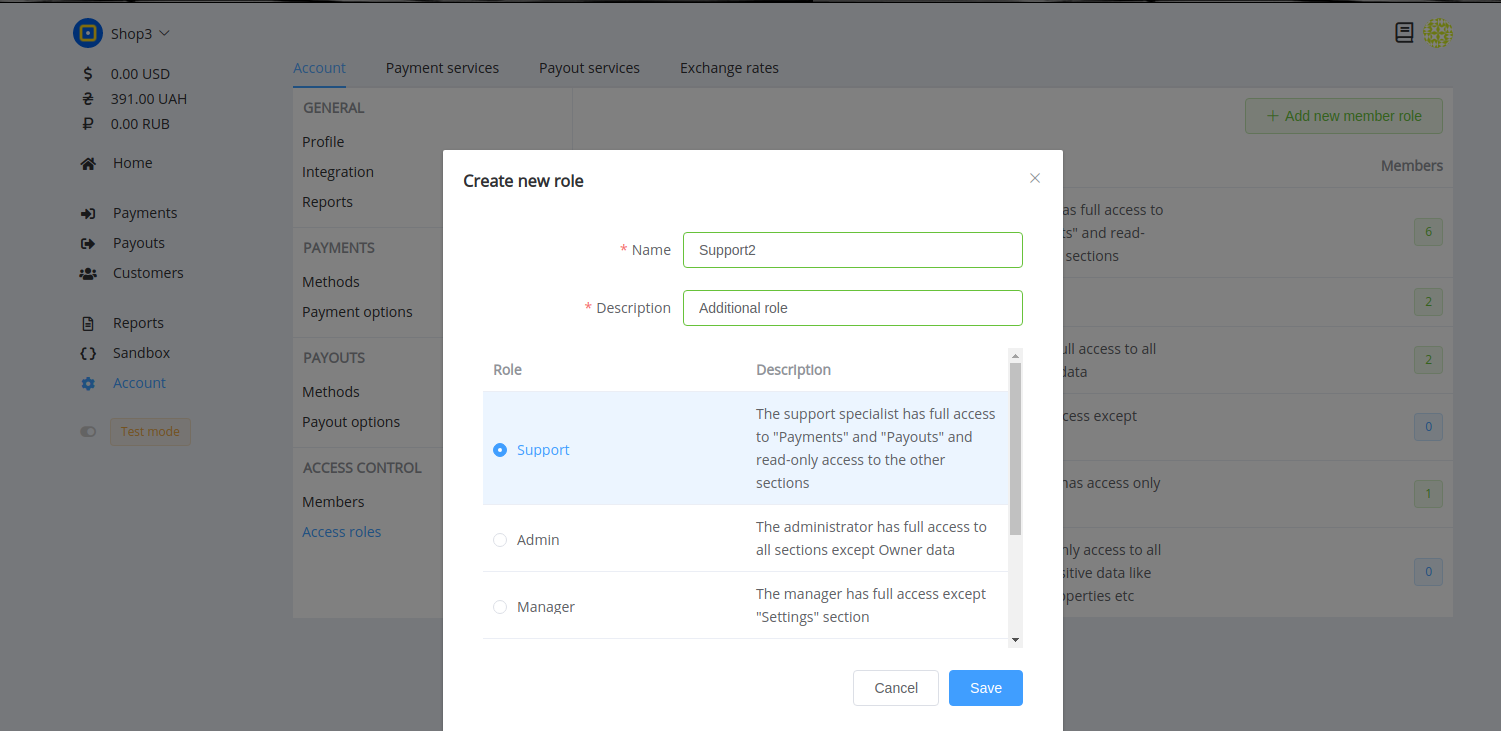 Shop3
$ 0.00 USD
₴ 391.00 UAH
₽ 0.00 RUB
Home
Payments
Payouts
Customers
Reports
Sandbox
Account
Test mode
Account
Payment services
Payout services
Exchange rates
GENERAL
Profile
Integration
Reports
PAYMENTS
Methods
Payment options
PAYOUTS
Methods
Payout options
ACCESS CONTROL
Members
Access roles
+ Add new member role
Members
as full access to
ts" and read-
sections
6
2
ull access to all
data
2
cess except
0
has access only
1
nly access to all
sitive data like
operties etc
0
Create new role
* Name
Support2
* Description
Additional role
Role
Description
Support
The support specialist has full access
to "Payments" and "Payouts" and
read-only access to the other
sections
Admin
The administrator has full access to
all sections except Owner data
Manager
The manager has full access except
"Settings" section
Cancel
Save